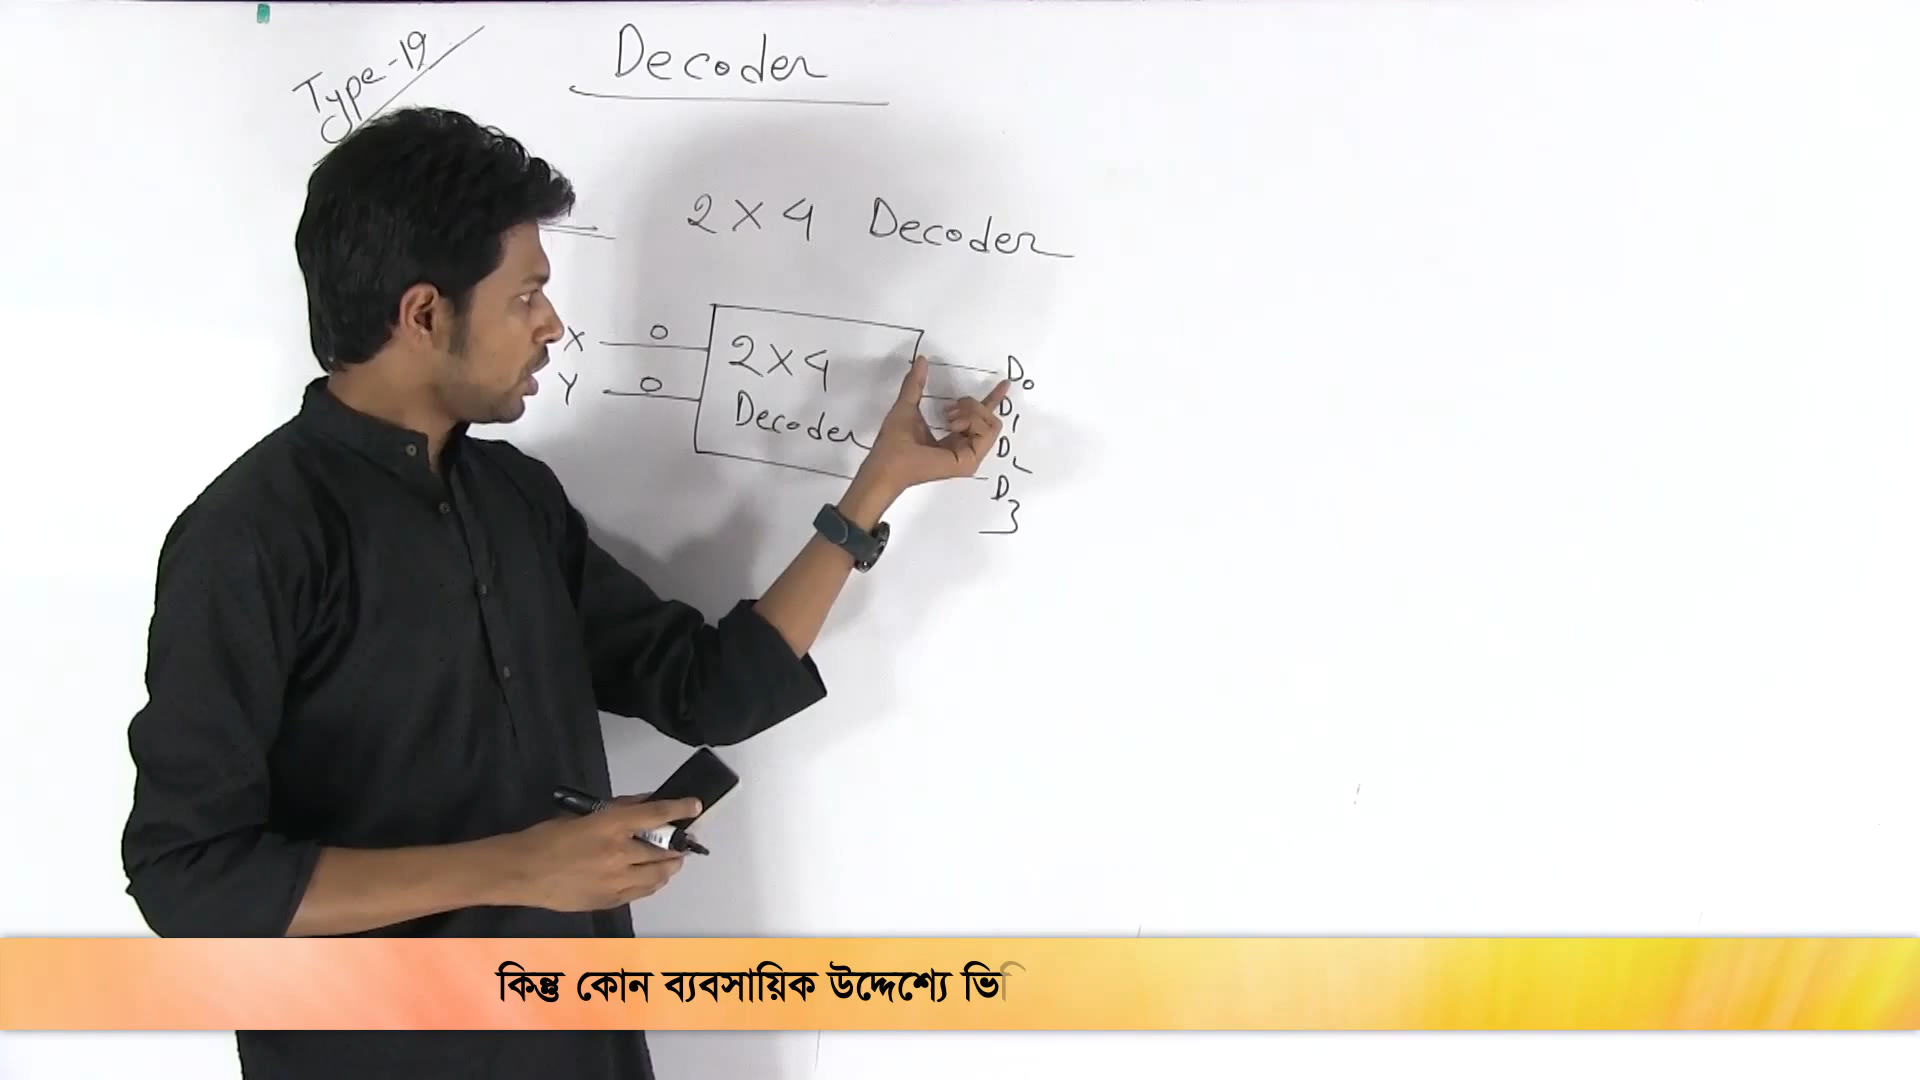 Type-19
Decoder
2×4 Decoder
X 0
Y 0
2×4
Decoder
D0
D1
D2
D3
কিন্তু কোন ব্যবসায়িক উদ্দেশ্যে